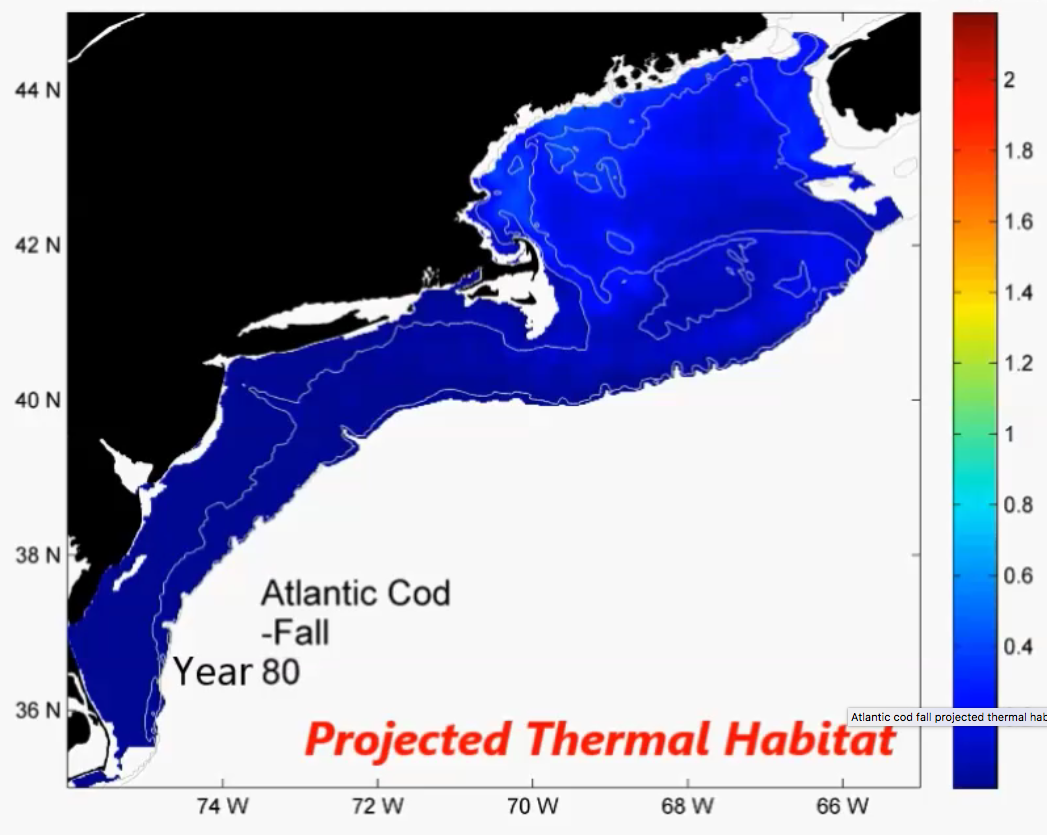 44 N
42 N
40 N
38 N
36 N
74 W
72 W
70 W
68 W
66 W
2
1.8
1.6
1.4
1.2
1
0.8
0.6
0.4
Atlantic Cod
-Fall
Year 80
Atlantic cod fall projected thermal hab
Projected Thermal Habitat